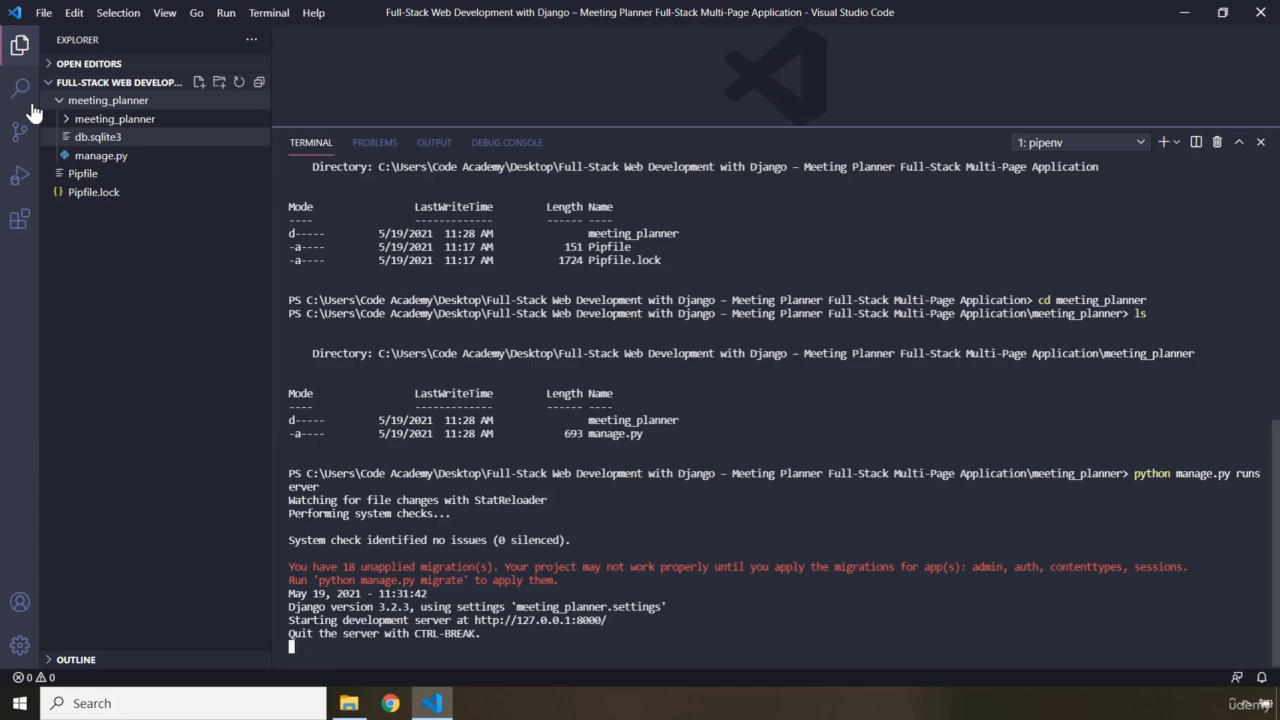 File Edit Selection View Go Run Terminal Help
Full-Stack Web Development with Django – Meeting Planner Full-Stack Multi-Page Application - Visual Studio Code
EXPLORER
OPEN EDITORS
FULL-STACK WEB DEVELOP...
meeting_planner
meeting_planner
db.sqlite3
manage.py
Pipfile
Pipfile.lock
OUTLINE
TERMINAL PROBLEMS OUTPUT DEBUG CONSOLE
1: pipenv
Directory: C:\Users\Code Academy\Desktop\Full-Stack Web Development with Django – Meeting Planner Full-Stack Multi-Page Application
Mode LastWriteTime Length Name
---- ------------- ------ ----
d----- 5/19/2021 11:28 AM meeting_planner
-a---- 5/19/2021 11:17 AM 151 Pipfile
-a---- 5/19/2021 11:17 AM 1724 Pipfile.lock
PS C:\Users\Code Academy\Desktop\Full-Stack Web Development with Django – Meeting Planner Full-Stack Multi-Page Application> cd meeting_planner
PS C:\Users\Code Academy\Desktop\Full-Stack Web Development with Django – Meeting Planner Full-Stack Multi-Page Application\meeting_planner> ls
Directory: C:\Users\Code Academy\Desktop\Full-Stack Web Development with Django – Meeting Planner Full-Stack Multi-Page Application\meeting_planner
Mode LastWriteTime Length Name
---- ------------- ------ ----
d----- 5/19/2021 11:28 AM meeting_planner
-a---- 5/19/2021 11:28 AM 693 manage.py
PS C:\Users\Code Academy\Desktop\Full-Stack Web Development with Django – Meeting Planner Full-Stack Multi-Page Application\meeting_planner> python manage.py runs
erver
Watching for file changes with StatReloader
Performing system checks...
System check identified no issues (0 silenced).
You have 18 unapplied migration(s). Your project may not work properly until you apply the migrations for app(s): admin, auth, contenttypes, sessions.
Run 'python manage.py migrate' to apply them.
May 19, 2021 - 11:31:42
Django version 3.2.3, using settings 'meeting_planner.settings'
Starting development server at http://127.0.0.1:8000/
Quit the server with CTRL-BREAK.
0 0
Search
udemy